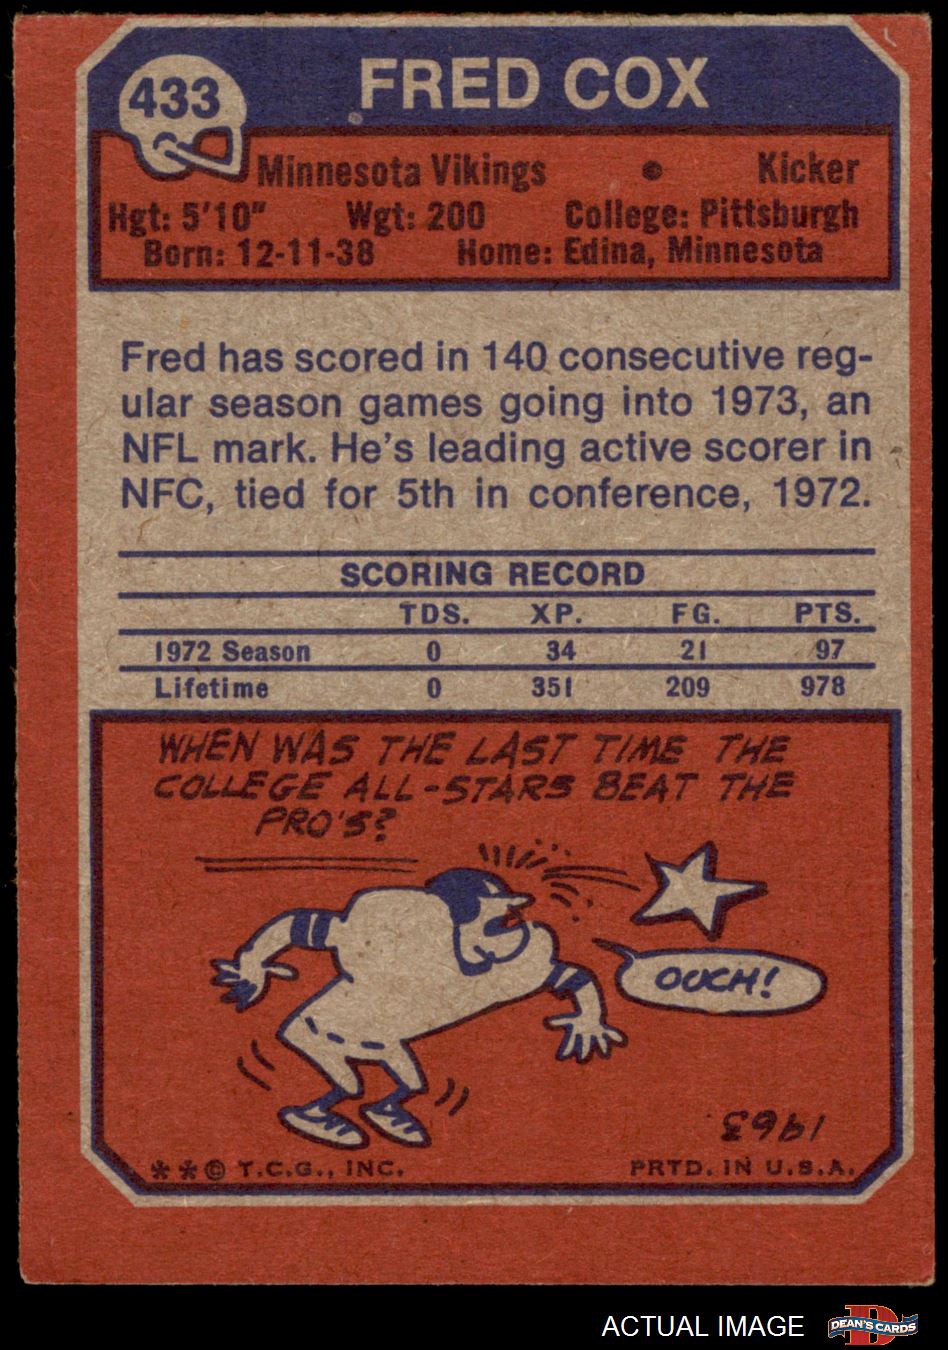 433
FRED COX
Minnesota Vikings • Kicker
Hgt: 5'10" Wgt: 200 College: Pittsburgh
Born: 12-11-38 Home: Edina, Minnesota
Fred has scored in 140 consecutive reg-
ular season games going into 1973, an
NFL mark. He's leading active scorer in
NFC, tied for 5th in conference, 1972.
SCORING RECORD
TDS. XP. FG. PTS.
1972 Season 0 34 21 97
Lifetime 0 351 209 978
WHEN WAS THE LAST TIME THE
COLLEGE ALL-STARS BEAT THE
PRO'S?
OUCH!
1963
**© T.C.G., INC. PRTD. IN U.S.A.
ACTUAL IMAGE
D
DEAN'S CARDS